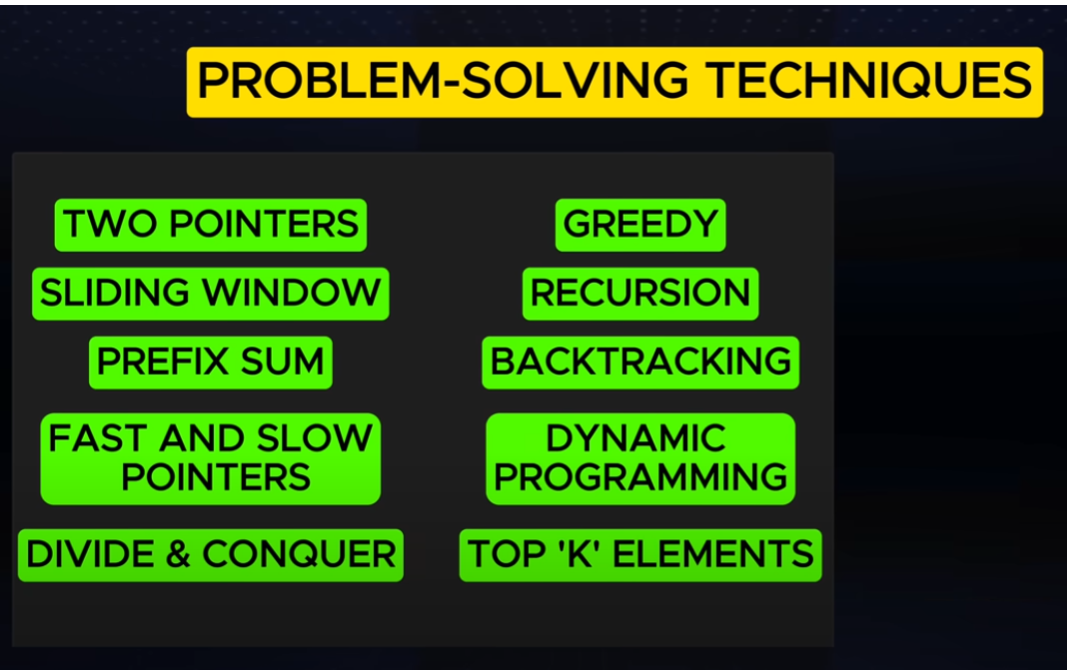 PROBLEM-SOLVING TECHNIQUES
TWO POINTERS
SLIDING WINDOW
PREFIX SUM
FAST AND SLOW
POINTERS
DIVIDE & CONQUER
GREEDY
RECURSION
BACKTRACKING
DYNAMIC
PROGRAMMING
TOP 'K' ELEMENTS